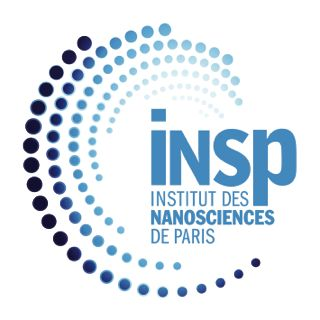 insp
INSTITUT DES
NANOSCIENCES
DE PARIS